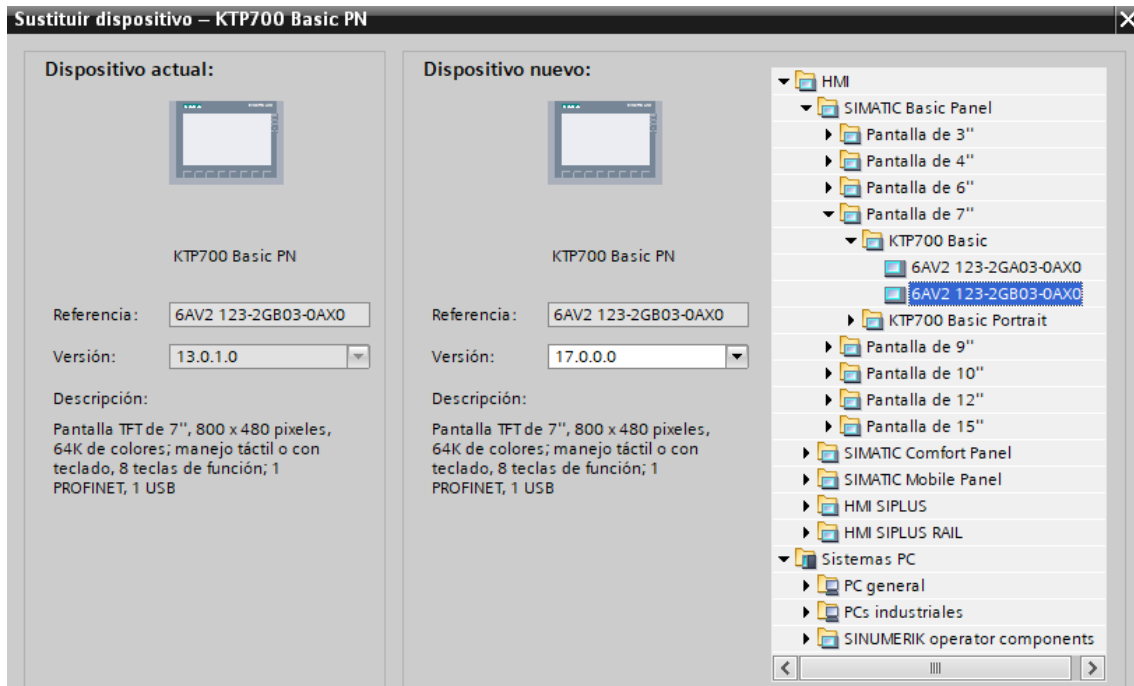 Sustituir dispositivo – KTP700 Basic PN
Dispositivo actual:
KTP700 Basic PN
Referencia:
6AV2 123-2GB03-0AX0
Versión:
13.0.1.0
Descripción:
Pantalla TFT de 7'', 800 x 480 pixeles,
64K de colores; manejo táctil o con
teclado, 8 teclas de función; 1
PROFINET, 1 USB
Dispositivo nuevo:
KTP700 Basic PN
Referencia:
6AV2 123-2GB03-0AX0
Versión:
17.0.0.0
Descripción:
Pantalla TFT de 7'', 800 x 480 pixeles,
64K de colores; manejo táctil o con
teclado, 8 teclas de función; 1
PROFINET, 1 USB
HMI
SIMATIC Basic Panel
Pantalla de 3''
Pantalla de 4''
Pantalla de 6''
Pantalla de 7''
KTP700 Basic
6AV2 123-2GA03-0AX0
6AV2 123-2GB03-0AX0
KTP700 Basic Portrait
Pantalla de 9''
Pantalla de 10''
Pantalla de 12''
Pantalla de 15''
SIMATIC Comfort Panel
SIMATIC Mobile Panel
HMI SIPLUS
HMI SIPLUS RAIL
Sistemas PC
PC general
PCs industriales
SINUMERIK operator components